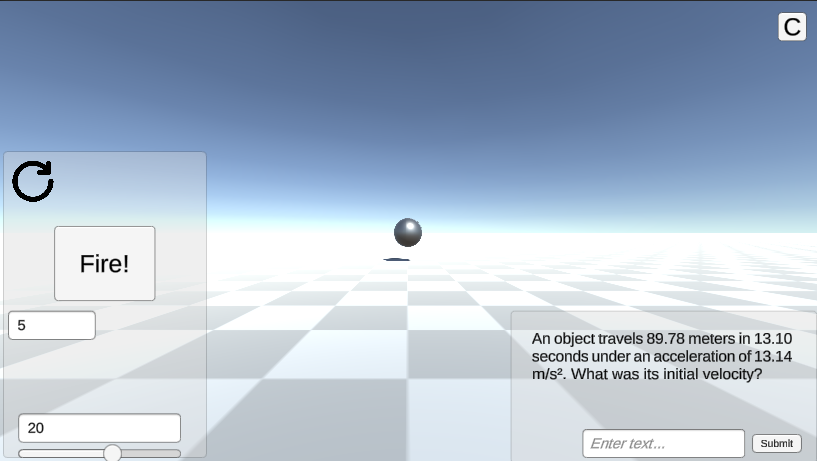 C
Fire!
5
20
An object travels 89.78 meters in 13.10
seconds under an acceleration of 13.14
m/s². What was its initial velocity?
Enter text...
Submit